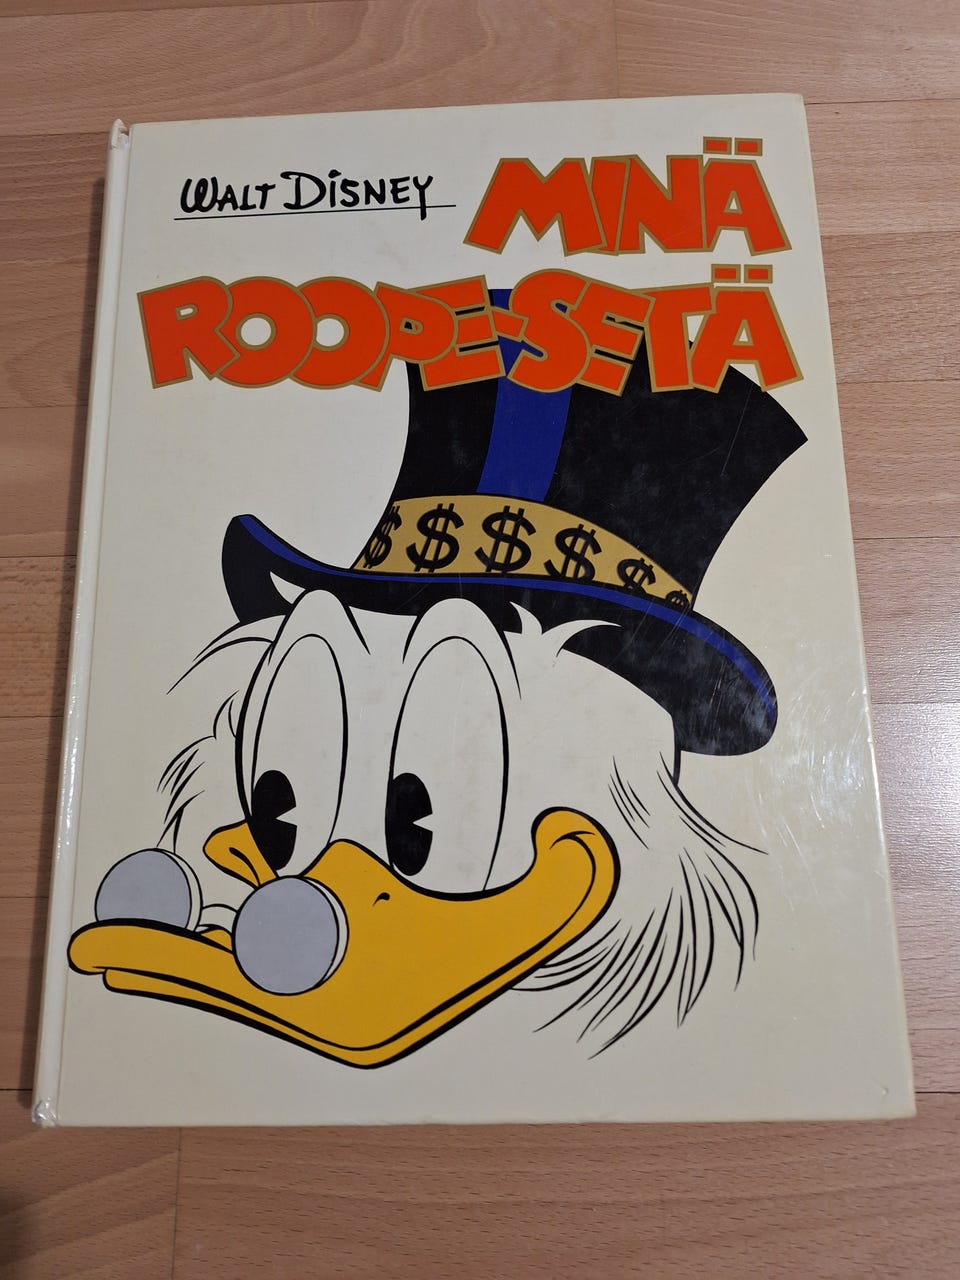 WALT DISNEY
MINÄ
ROOPE-SETÄ
$ $ $ $ $ $